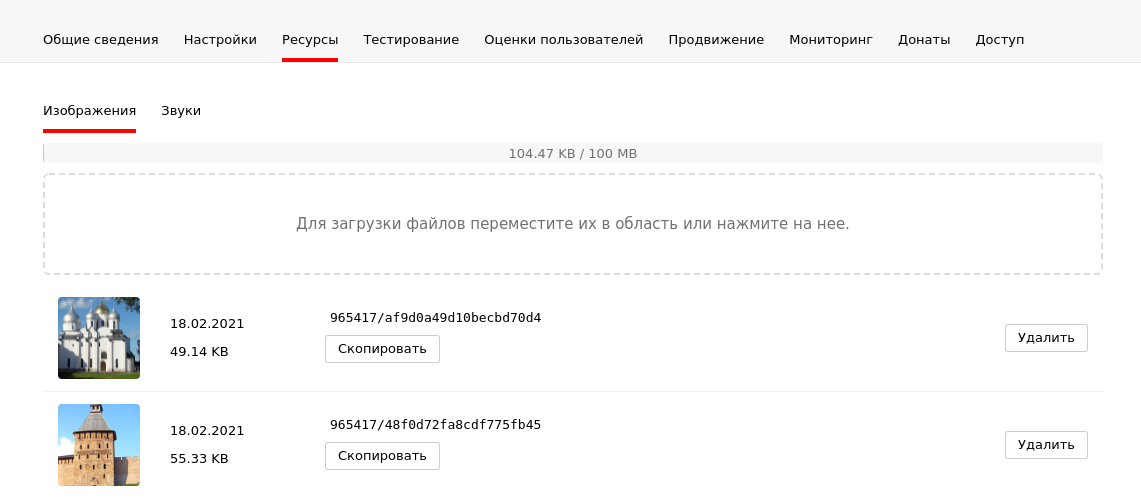 Общие сведения Настройки Ресурсы Тестирование Оценки пользователей Продвижение Мониторинг Донаты Доступ
Изображения Звуки
104.47 KB / 100 MB
Для загрузки файлов переместите их в область или нажмите на нее.
18.02.2021
49.14 KB
965417/af9d0a49d10becbd70d4
Скопировать
Удалить
18.02.2021
55.33 KB
965417/48f0d72fa8cdf775fb45
Скопировать
Удалить